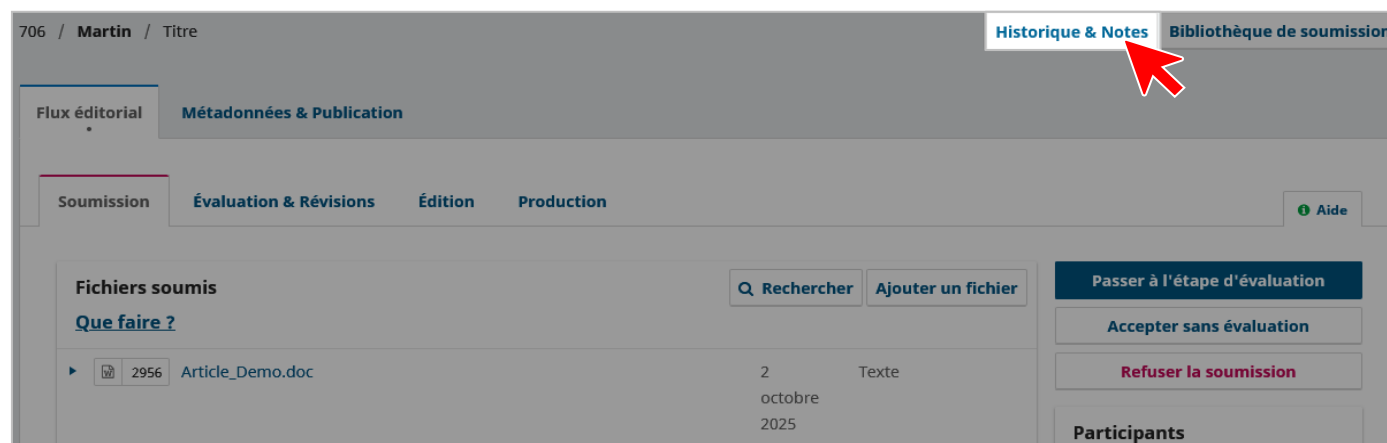 706 / Martin / Titre
Historique & Notes
Bibliothèque de soumission
Flux éditorial
Métadonnées & Publication
Soumission
Évaluation & Révisions
Édition
Production
Aide
Fichiers soumis
Rechercher
Ajouter un fichier
Que faire ?
2956 Article_Demo.doc
2
octobre
2025
Texte
Passer à l'étape d'évaluation
Accepter sans évaluation
Refuser la soumission
Participants